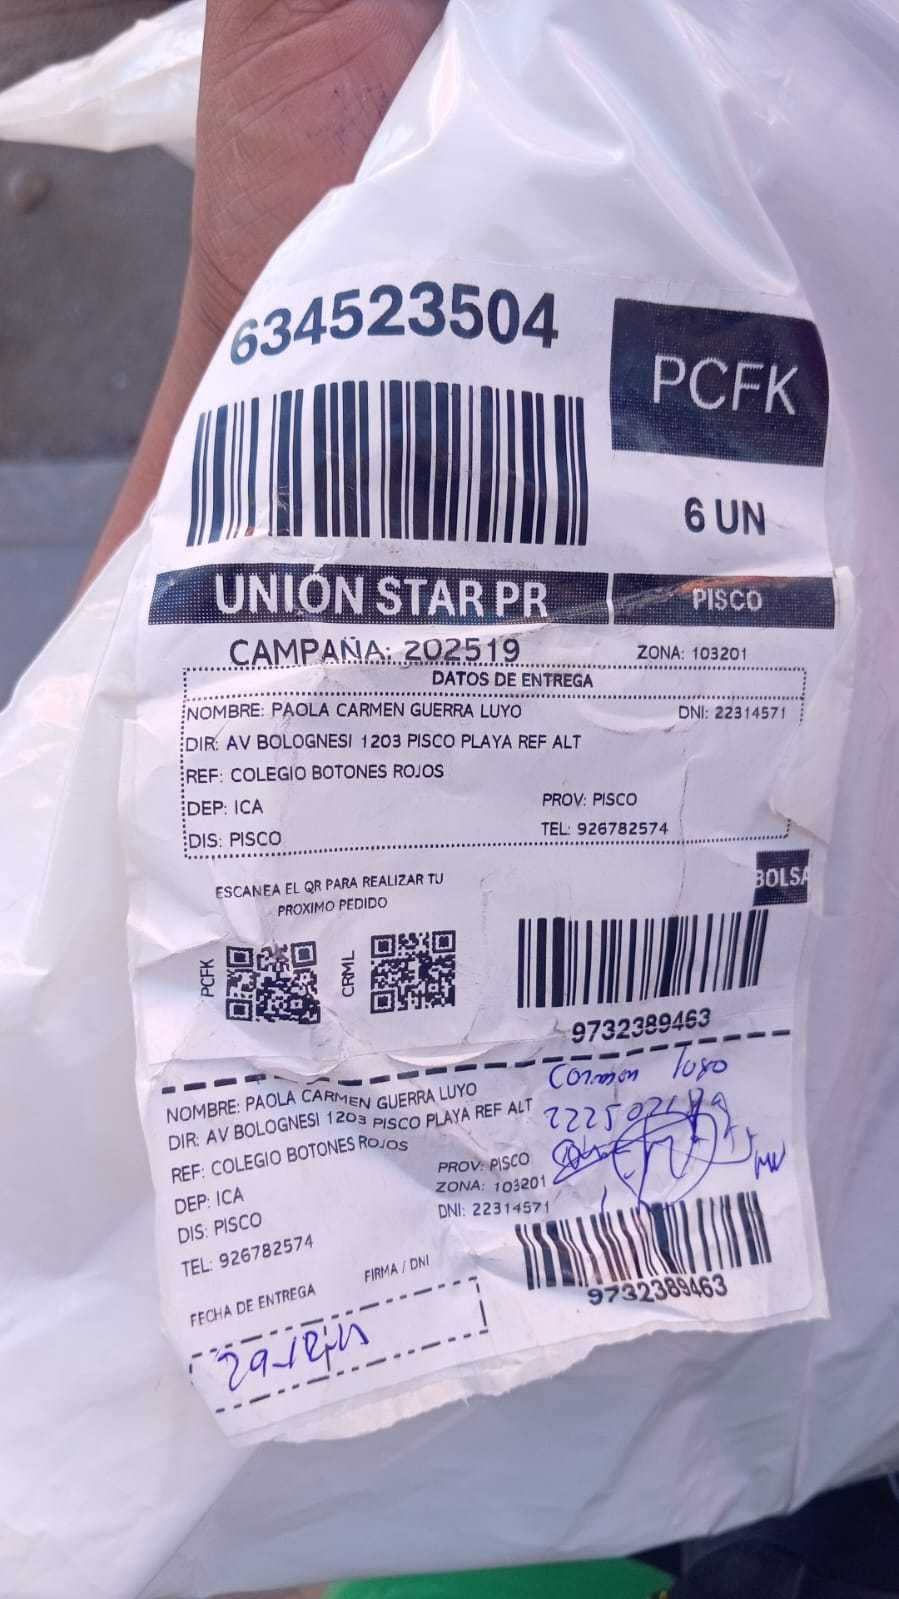 634523504
PCFK
6 UN
UNIÓN STAR PR
PISCO
CAMPAÑA: 202519
ZONA: 103201
DATOS DE ENTREGA
NOMBRE: PAOLA CARMEN GUERRA LUYO
DNI: 22314571
DIR: AV BOLOGNESI 1203 PISCO PLAYA REF ALT
REF: COLEGIO BOTONES ROJOS
DEP: ICA
PROV: PISCO
DIS: PISCO
TEL: 926782574
BOLSA
ESCANEA EL QR PARA REALIZAR TU
PROXIMO PEDIDO
PCFK
CRML
9732389463
NOMBRE: PAOLA CARMEN GUERRA LUYO
DIR: AV BOLOGNESI 1203 PISCO PLAYA REF ALT
REF: COLEGIO BOTONES ROJOS
DEP: ICA
PROV: PISCO
DIS: PISCO
ZONA: 103201
TEL: 926782574
DNI: 22314571
9732389463
FECHA DE ENTREGA
FIRMA / DNI